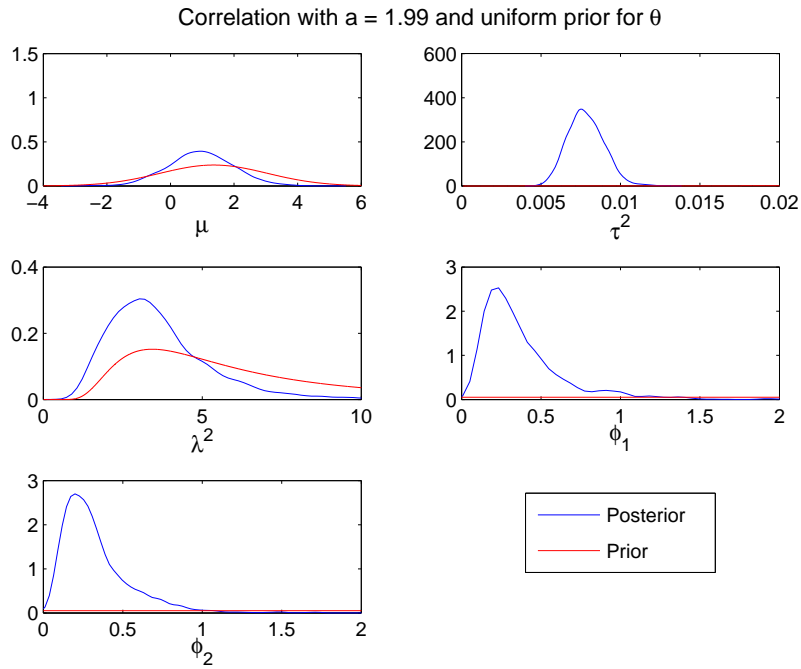 Correlation with a = 1.99 and uniform prior for θ
1.5
1
0.5
0
−4 −2 0 2 4 6
μ
600
400
200
0
0 0.005 0.01 0.015 0.02
τ²
0.4
0.2
0
0 5 10
λ²
3
2
1
0
0 0.5 1 1.5 2
ϕ₁
3
2
1
0
0 0.5 1 1.5 2
ϕ₂
Posterior
Prior